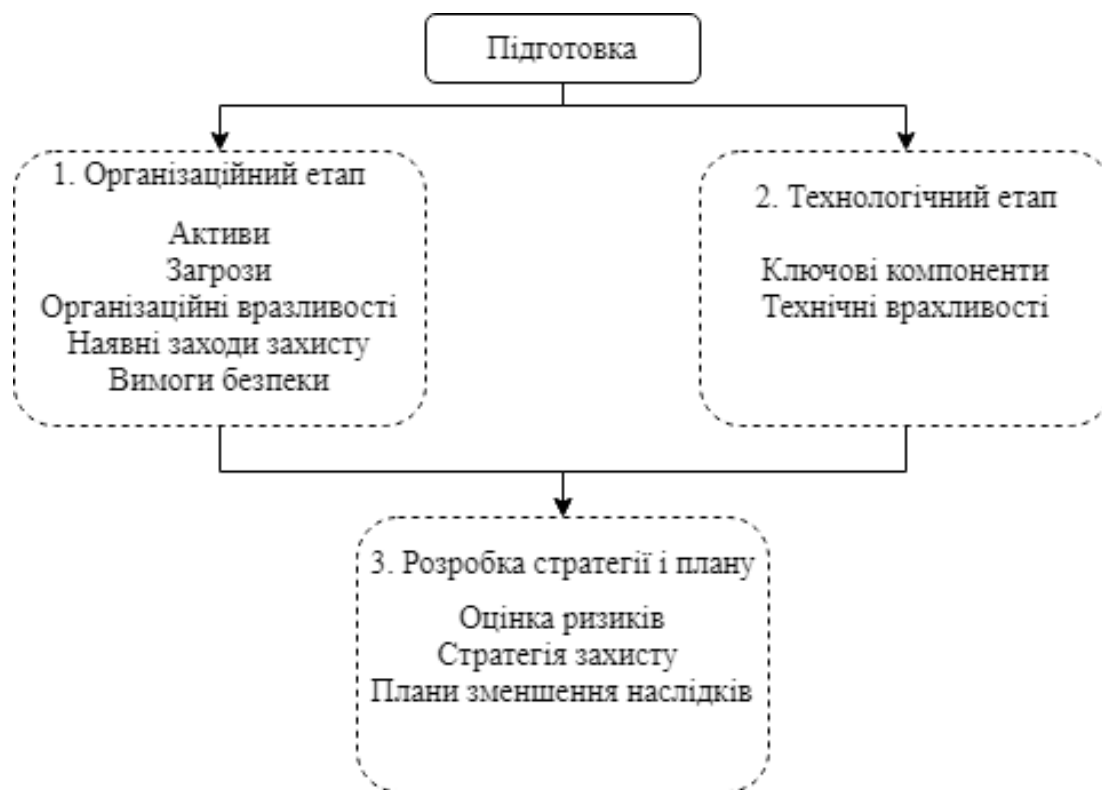 Підготовка
1. Організаційний етап
Активи
Загрози
Організаційні вразливості
Наявні заходи захисту
Вимоги безпеки
2. Технологічний етап
Ключові компоненти
Технічні врахливості
3. Розробка стратегії і плану
Оцінка ризиків
Стратегія захисту
Плани зменшення наслідків